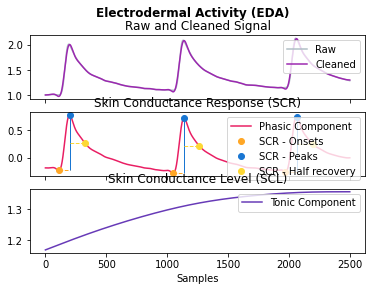 Electrodermal Activity (EDA)
Raw and Cleaned Signal
2.0
1.5
1.0
Raw
Cleaned
Skin Conductance Response (SCR)
0.5
0.0
Phasic Component
SCR - Onsets
SCR - Peaks
SCR - Half recovery
Skin Conductance Level (SCL)
1.3
1.2
Tonic Component
0 500 1000 1500 2000 2500
Samples